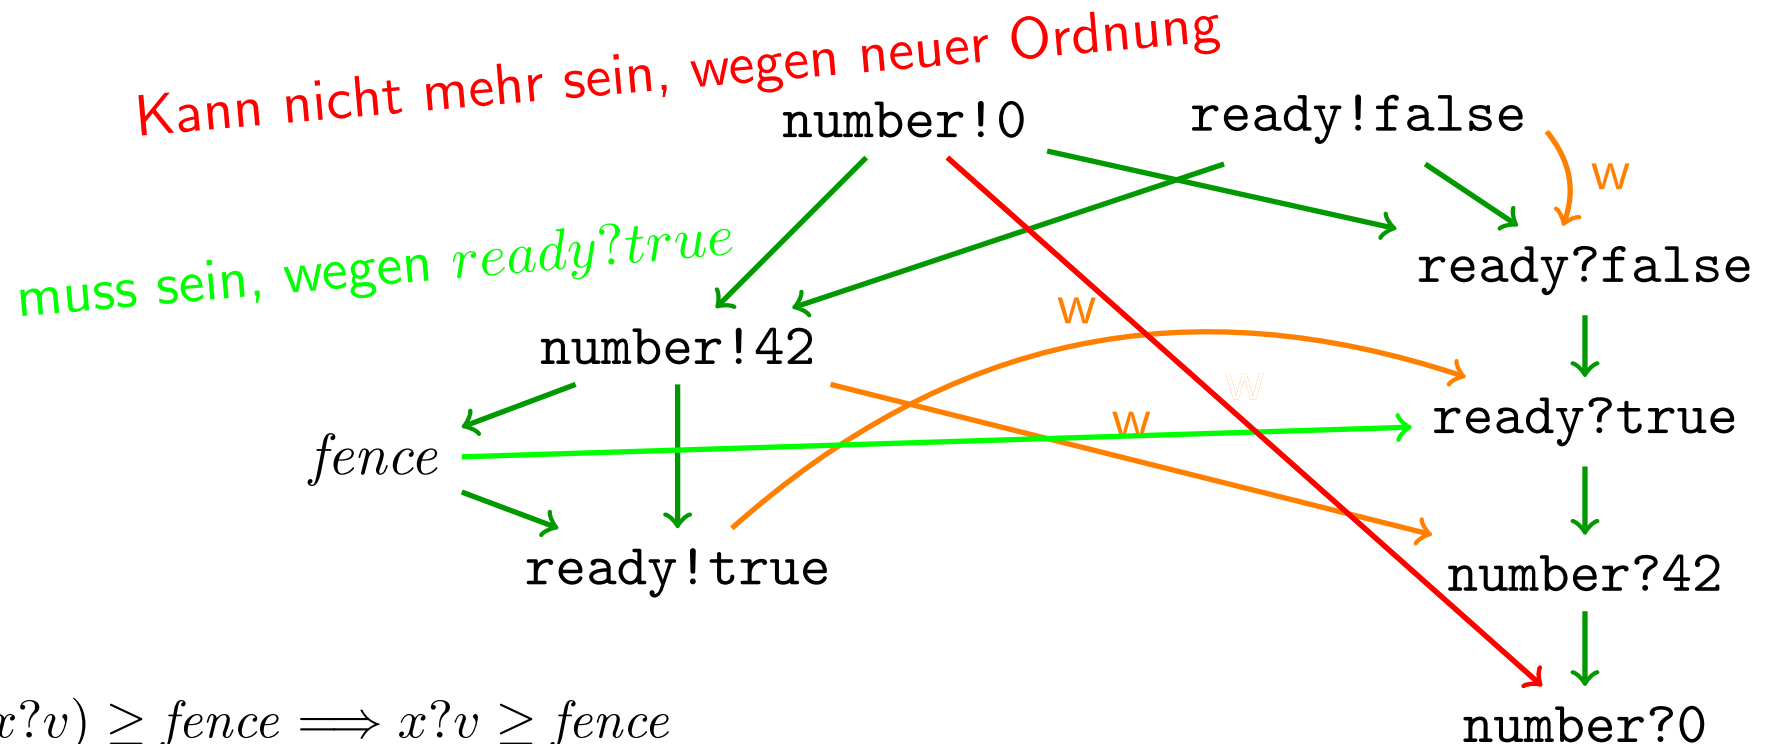 Kann nicht mehr sein, wegen neuer Ordnung
number!0
ready!false
w
muss sein, wegen ready?true
ready?false
w
number!42
w
w
ready?true
fence
ready!true
number?42
x?v) ≥ fence ⟹ x?v ≥ fence
number?0